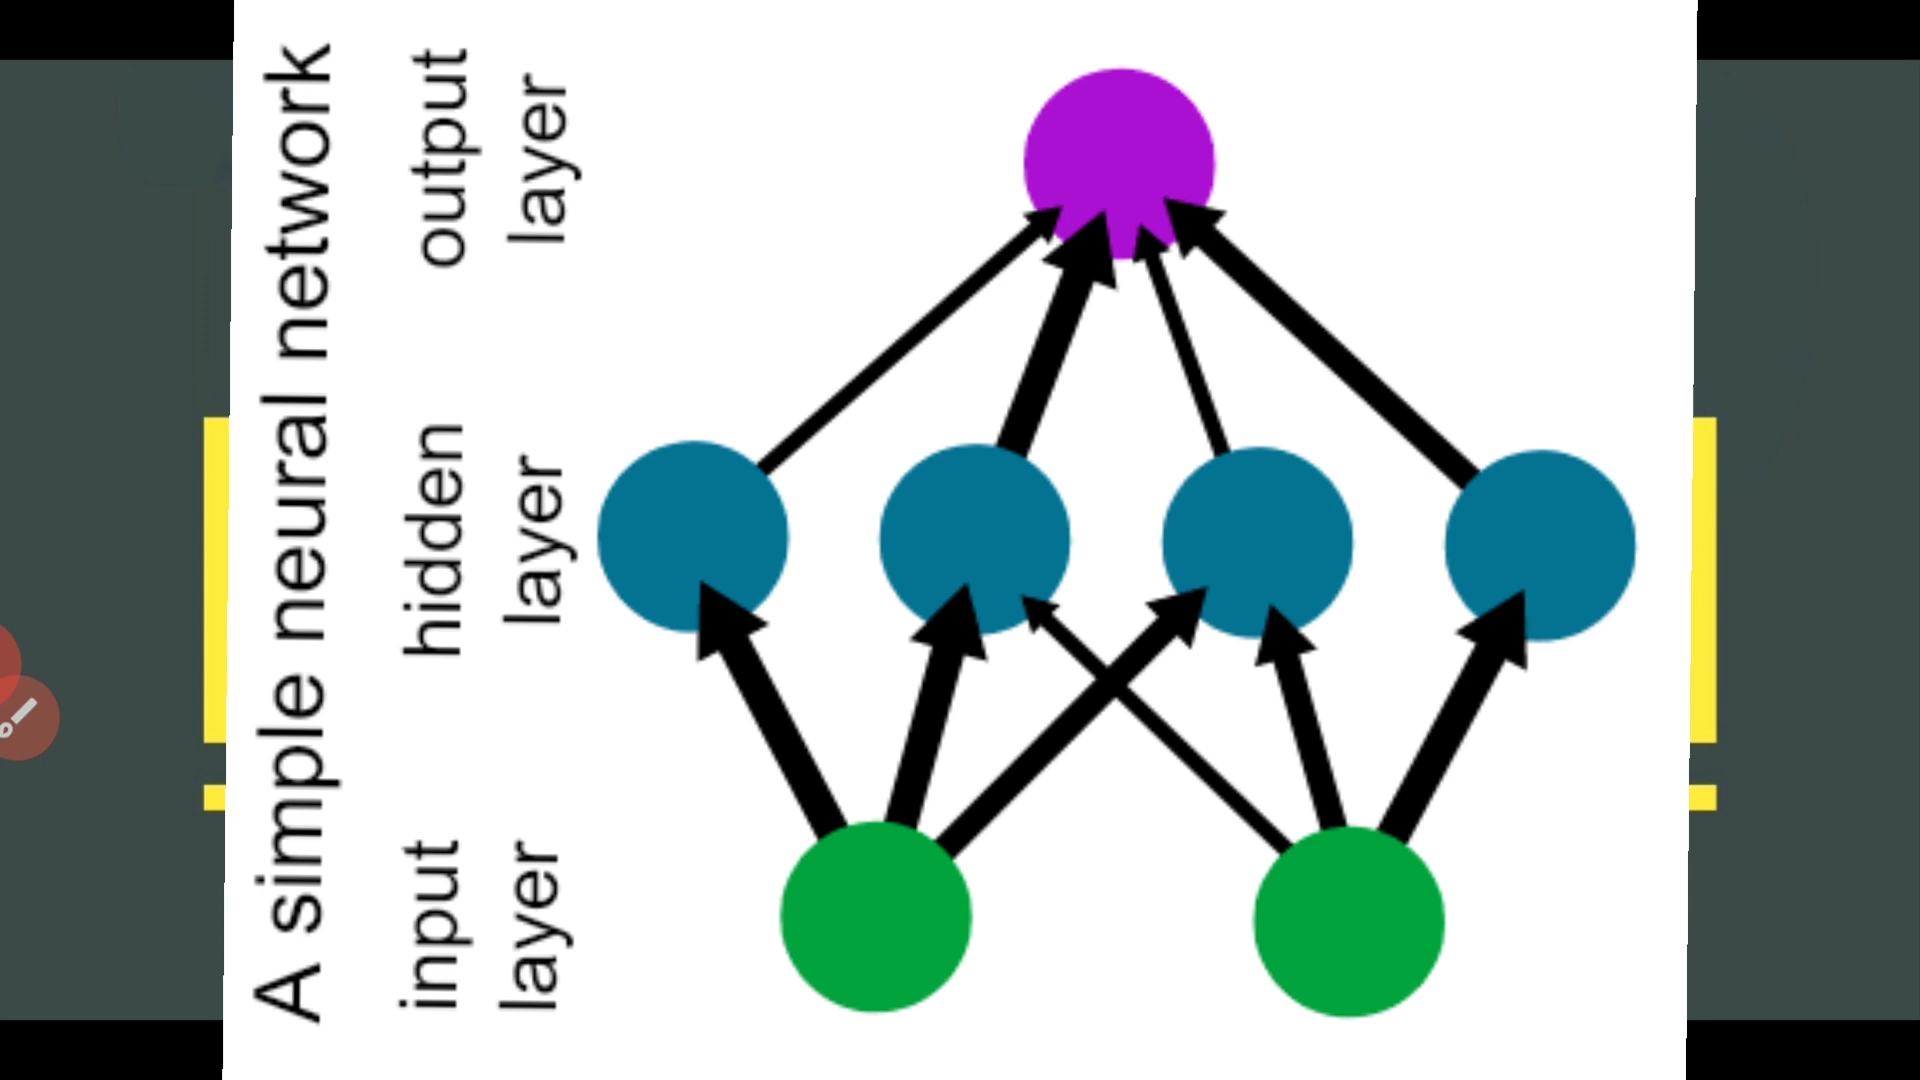 A simple neural network
input
layer
hidden
layer
output
layer